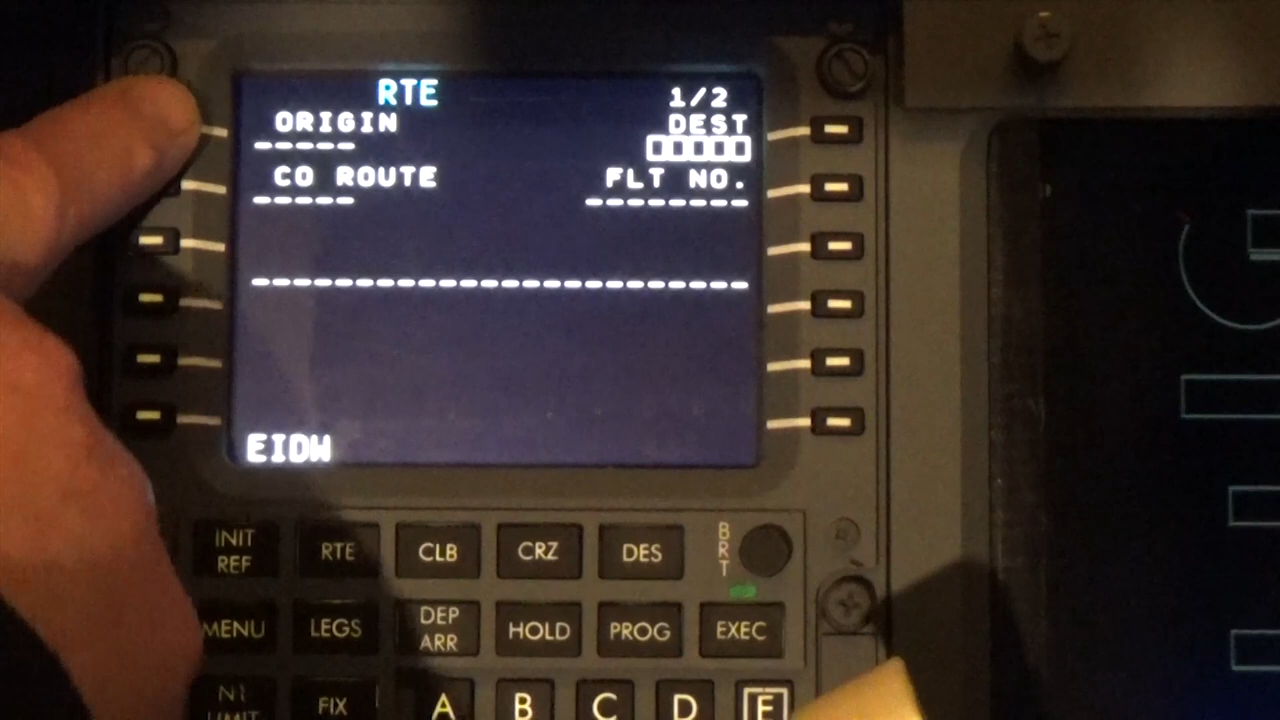 RTE 1/2
ORIGIN DEST
----- □□□□□
CO ROUTE FLT NO.
----- --------
------------------------
EIDW
INIT REF RTE CLB CRZ DES BRT
MENU LEGS DEP ARR HOLD PROG EXEC
N1 LIMIT FIX A B C D E